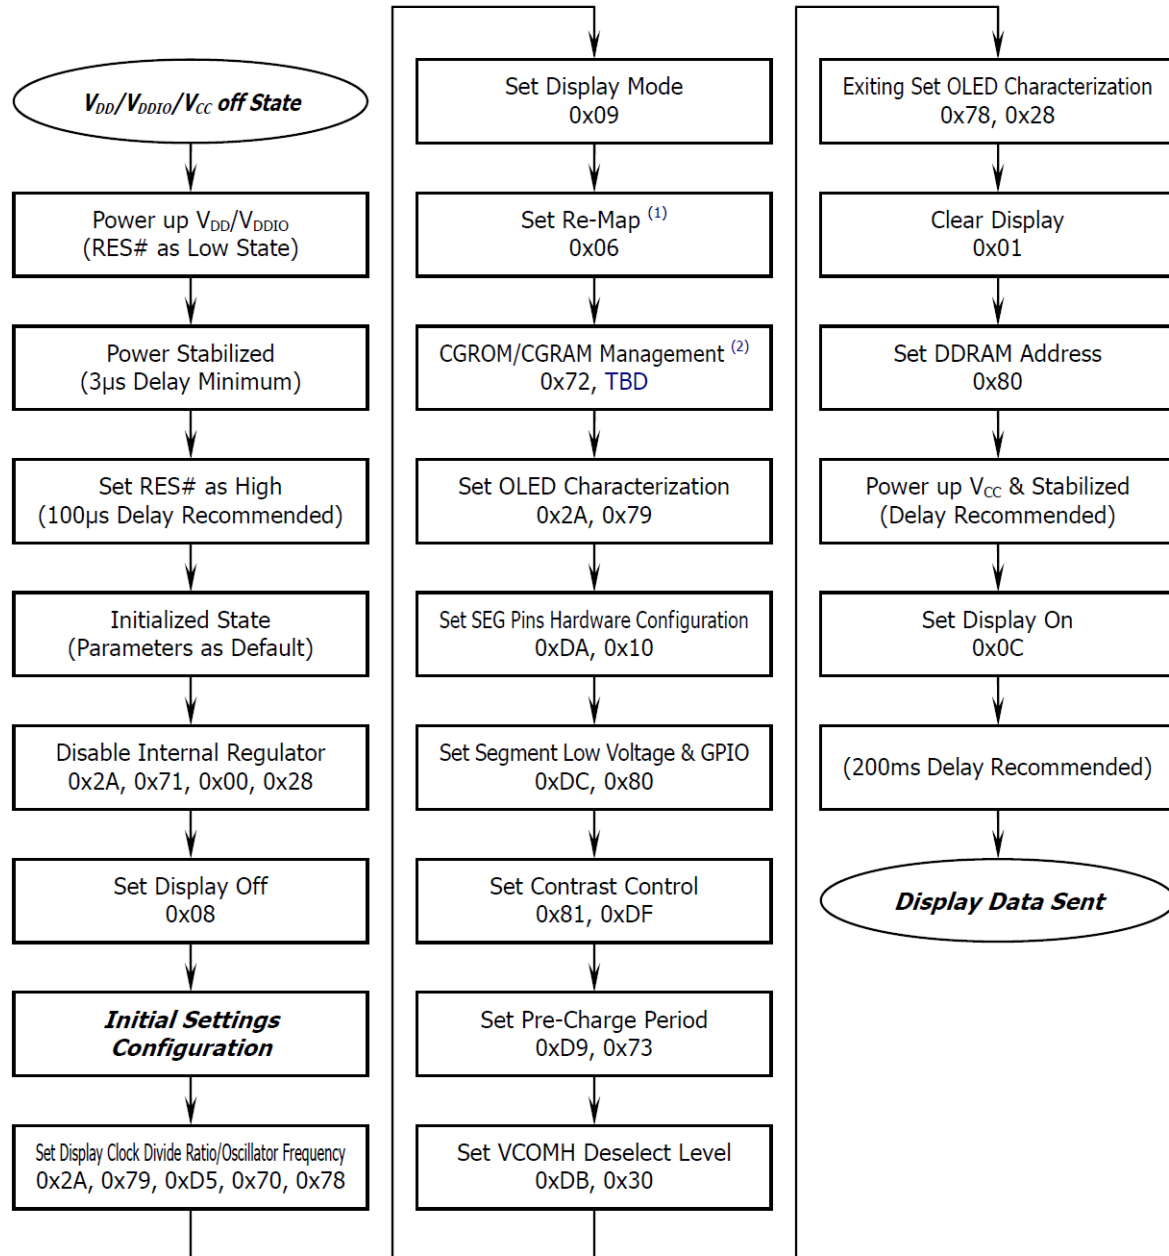 V_DD/V_DDIO/V_CC off State
Power up V_DD/V_DDIO
(RES# as Low State)
Power Stabilized
(3μs Delay Minimum)
Set RES# as High
(100μs Delay Recommended)
Initialized State
(Parameters as Default)
Disable Internal Regulator
0x2A, 0x71, 0x00, 0x28
Set Display Off
0x08
Initial Settings
Configuration
Set Display Clock Divide Ratio/Oscillator Frequency
0x2A, 0x79, 0xD5, 0x70, 0x78
Set Display Mode
0x09
Set Re-Map (1)
0x06
CGROM/CGRAM Management (2)
0x72, TBD
Set OLED Characterization
0x2A, 0x79
Set SEG Pins Hardware Configuration
0xDA, 0x10
Set Segment Low Voltage & GPIO
0xDC, 0x80
Set Contrast Control
0x81, 0xDF
Set Pre-Charge Period
0xD9, 0x73
Set VCOMH Deselect Level
0xDB, 0x30
Exiting Set OLED Characterization
0x78, 0x28
Clear Display
0x01
Set DDRAM Address
0x80
Power up V_CC & Stabilized
(Delay Recommended)
Set Display On
0x0C
(200ms Delay Recommended)
Display Data Sent